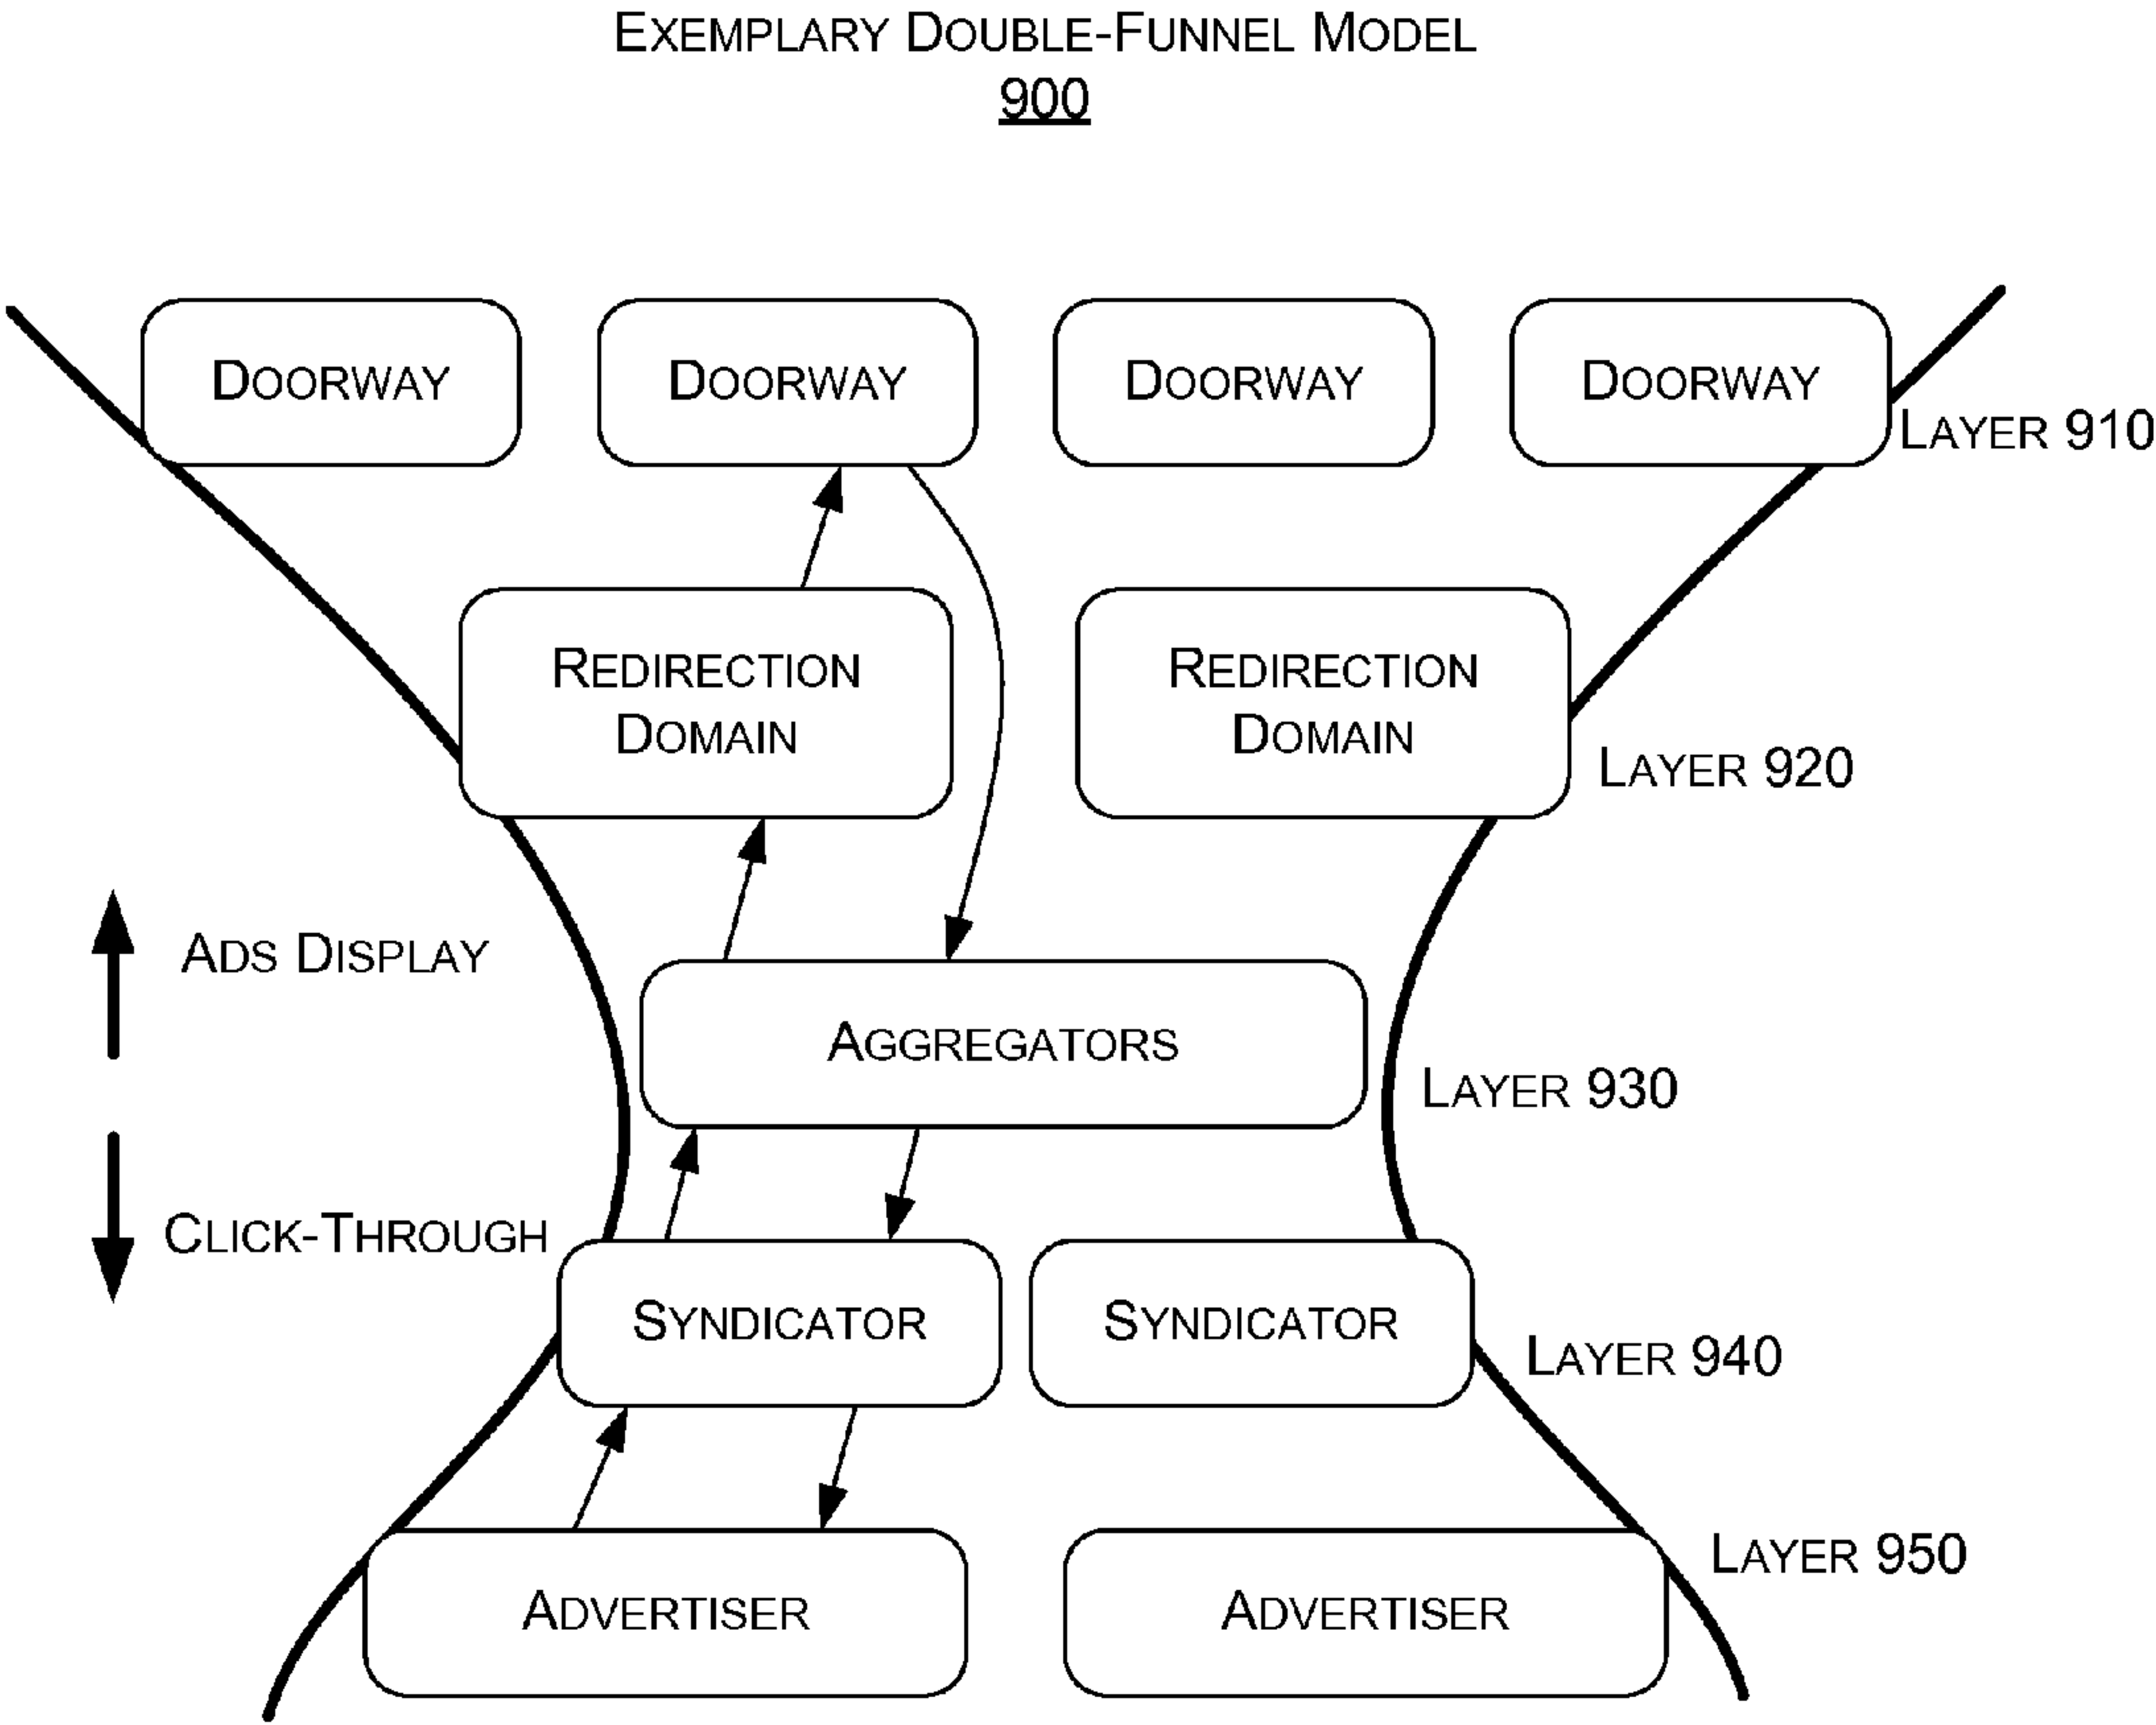 EXEMPLARY DOUBLE-FUNNEL MODEL
900
DOORWAY
DOORWAY
DOORWAY
DOORWAY
LAYER 910
REDIRECTION
DOMAIN
REDIRECTION
DOMAIN
LAYER 920
ADS DISPLAY
AGGREGATORS
LAYER 930
CLICK-THROUGH
SYNDICATOR
SYNDICATOR
LAYER 940
ADVERTISER
ADVERTISER
LAYER 950